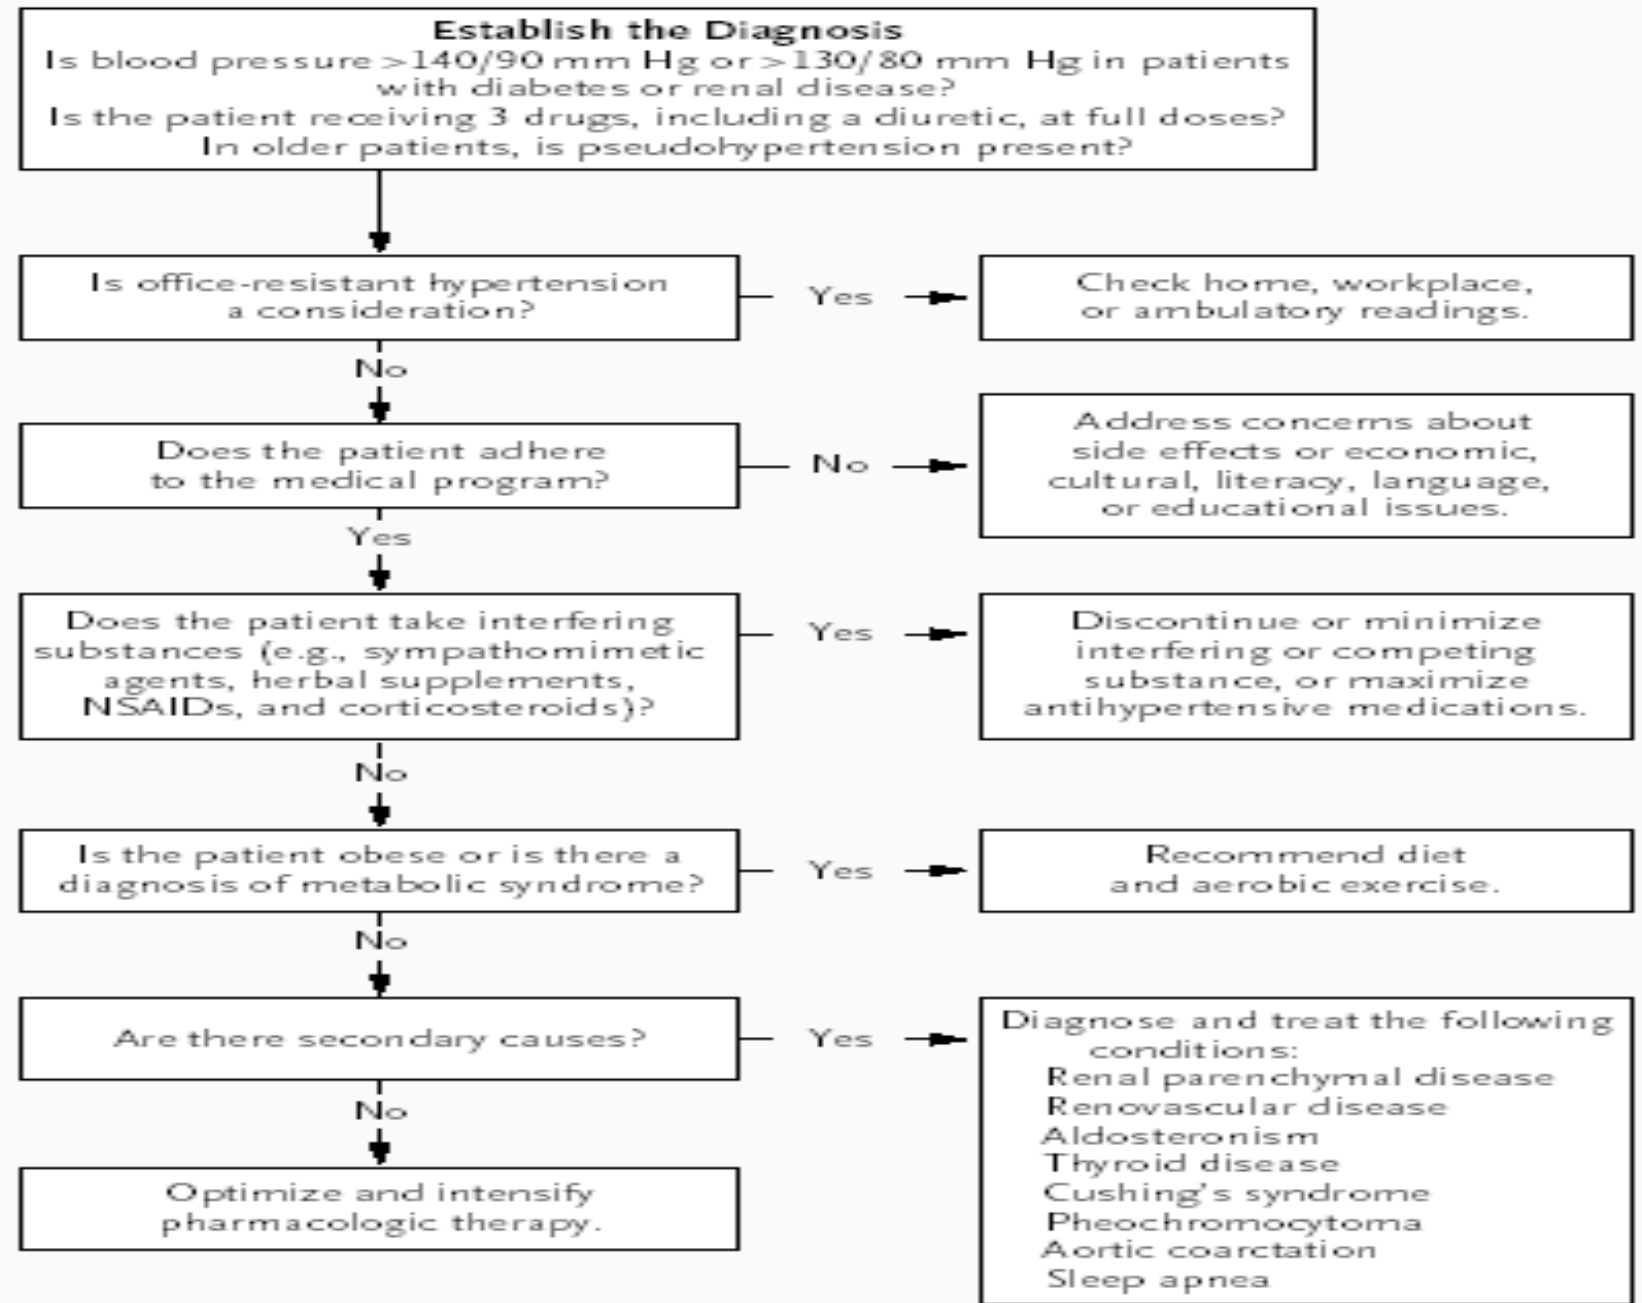 Establish the Diagnosis
Is blood pressure >140/90 mm Hg or >130/80 mm Hg in patients
with diabetes or renal disease?
Is the patient receiving 3 drugs, including a diuretic, at full doses?
In older patients, is pseudohypertension present?
Is office-resistant hypertension
a consideration?
Yes
Check home, workplace,
or ambulatory readings.
No
Does the patient adhere
to the medical program?
No
Address concerns about
side effects or economic,
cultural, literacy, language,
or educational issues.
Yes
Does the patient take interfering
substances (e.g., sympathomimetic
agents, herbal supplements,
NSAIDs, and corticosteroids)?
Yes
Discontinue or minimize
interfering or competing
substance, or maximize
antihypertensive medications.
No
Is the patient obese or is there a
diagnosis of metabolic syndrome?
Yes
Recommend diet
and aerobic exercise.
No
Are there secondary causes?
Yes
Diagnose and treat the following
conditions:
Renal parenchymal disease
Renovascular disease
Aldosteronism
Thyroid disease
Cushing's syndrome
Pheochromocytoma
Aortic coarctation
Sleep apnea
No
Optimize and intensify
pharmacologic therapy.